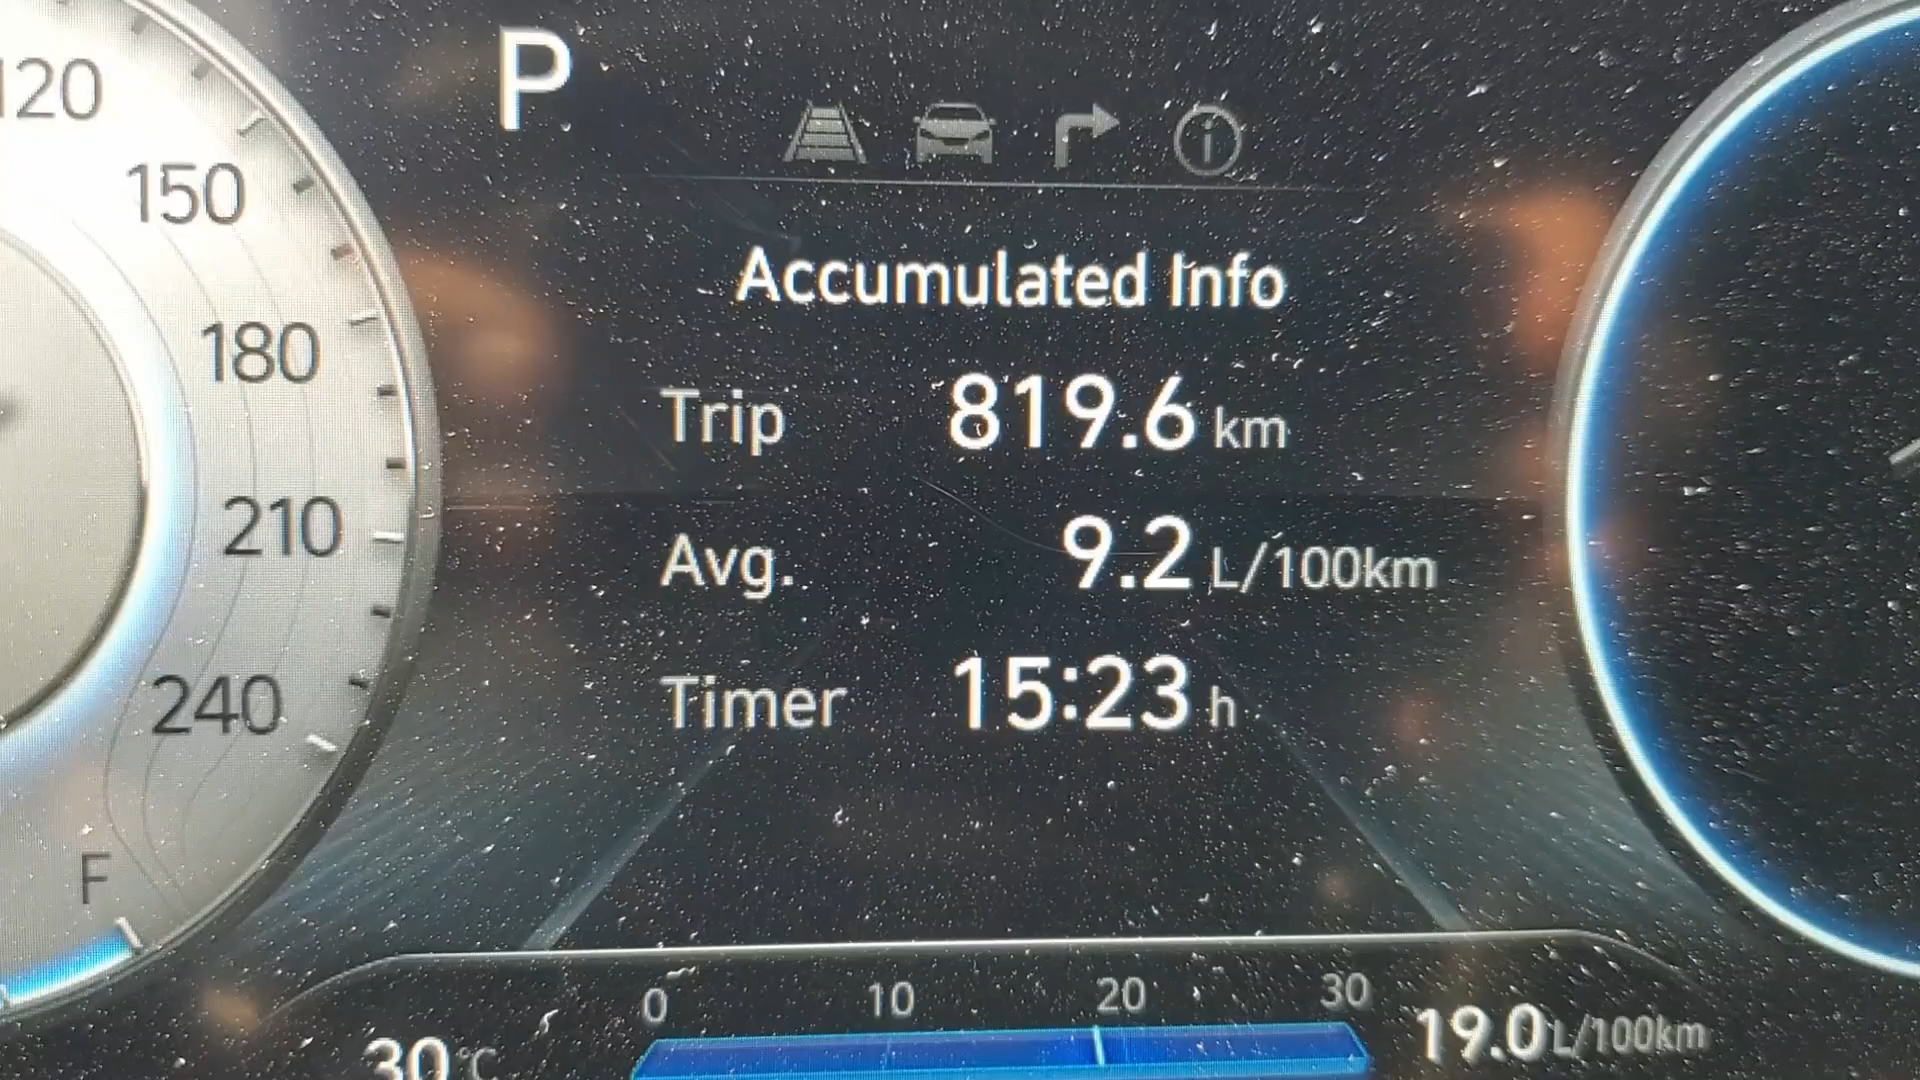 P
120
150
180
210
240
F
Accumulated Info
Trip 819.6 km
Avg. 9.2 L/100km
Timer 15:23 h
0 10 20 30
30°C
19.0 L/100km